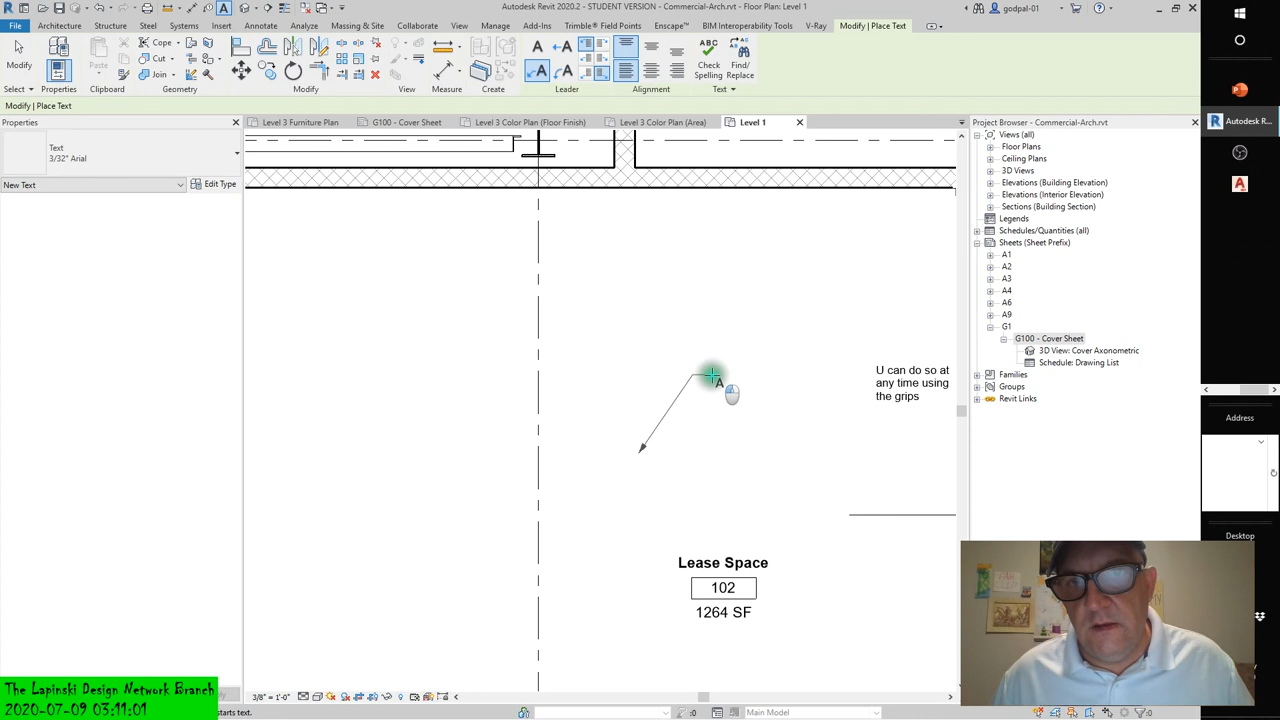 Autodesk Revit 2020.2 - STUDENT VERSION - Commercial-Arch.rvt - Floor Plan: Level 1
godpal-01
File Architecture Structure Steel Systems Insert Annotate Analyze Massing & Site Collaborate View Manage Add-Ins Trimble® Field Points Enscape™ BIM Interoperability Tools V-Ray Modify | Place Text
Modify Properties Paste Cope Cut Join Check Spelling Find/ Replace
Select Properties Clipboard Geometry Modify View Measure Create Leader Alignment Text
Modify | Place Text
Properties
Level 3 Furniture Plan G100 - Cover Sheet Level 3 Color Plan (Floor Finish) Level 3 Color Plan (Area) Level 1
Project Browser - Commercial-Arch.rvt
Text
3/32" Arial
New Text Edit Type
Views (all)
Floor Plans
Ceiling Plans
3D Views
Elevations (Building Elevation)
Elevations (Interior Elevation)
Sections (Building Section)
Legends
Schedules/Quantities (all)
Sheets (Sheet Prefix)
A1
A2
A3
A4
A6
A9
G1
G100 - Cover Sheet
3D View: Cover Axonometric
Schedule: Drawing List
Families
Groups
Revit Links
Autodesk R...
Address
Desktop
U can do so at
any time using
the grips
A
Lease Space
102
1264 SF
The Lapinski Design Network Branch
2020-07-09 03:11:01
starts text.
3/8" = 1'-0"
:0 Main Model :0